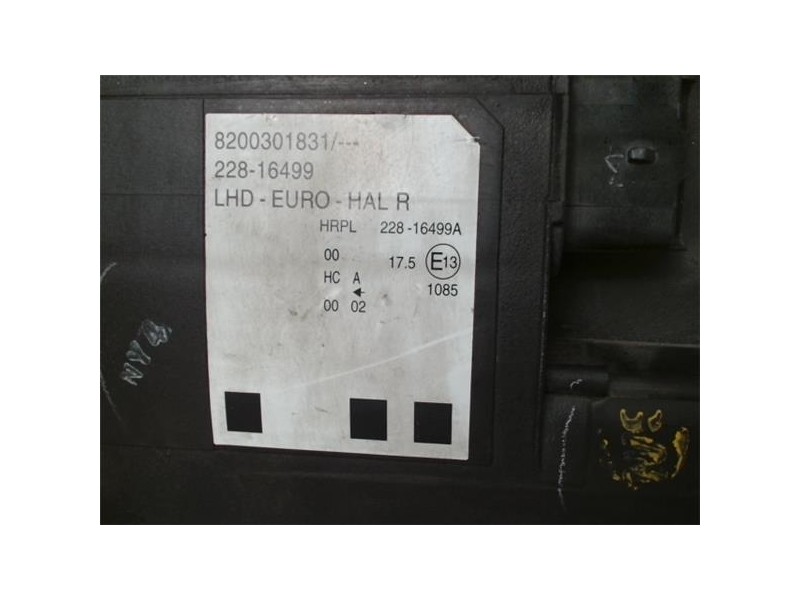 8200301831/---
228-16499
LHD - EURO - HAL R
HRPL 228-16499A
00 17.5 E13
HC A 1085
←
00 02